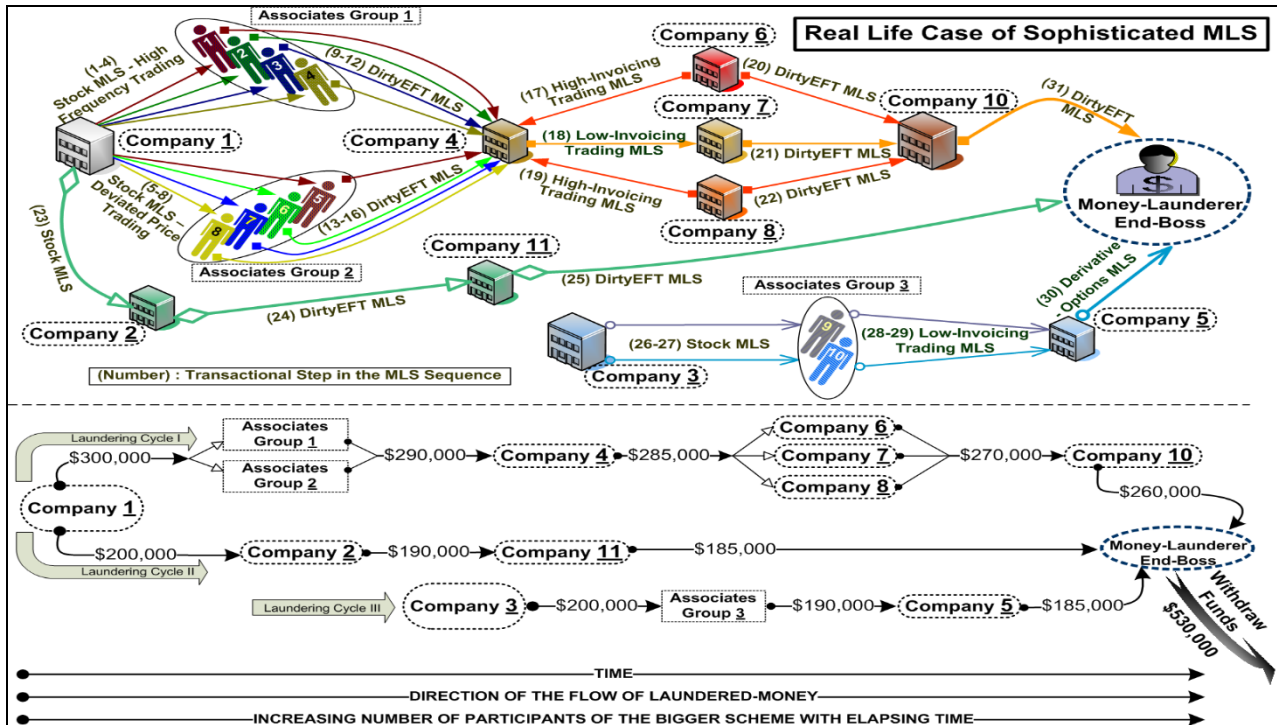 Real Life Case of Sophisticated MLS
Associates Group 1
1
2
3
4
(1-4)
Stock MLS - High
Frequency Trading
(9-12) DirtyEFT MLS
Company 1
Company 4
(5-8)
Stock MLS -
Deviated Price
Trading
5
6
7
8
(13-16) DirtyEFT MLS
Associates Group 2
Company 6
(17) High-Invoicing
Trading MLS
(20) DirtyEFT MLS
Company 7
Company 10
(18) Low-Invoicing
Trading MLS
(21) DirtyEFT MLS
(19) High-Invoicing
Trading MLS
(22) DirtyEFT MLS
Company 8
(31) DirtyEFT
MLS
$
Money-Launderer
End-Boss
(23) Stock MLS
Company 2
(24) DirtyEFT MLS
Company 11
(25) DirtyEFT MLS
Associates Group 3
9
10
Company 3
(26-27) Stock MLS
(28-29) Low-Invoicing
Trading MLS
Company 5
(30) Derivative
- Options MLS
(Number) : Transactional Step in the MLS Sequence
Laundering Cycle I
$300,000
Associates
Group 1
Associates
Group 2
$290,000
Company 4
$285,000
Company 6
Company 7
Company 8
$270,000
Company 10
$260,000
Company 1
$200,000
Laundering Cycle II
Company 2
$190,000
Company 11
$185,000
Money-Launderer
End-Boss
Laundering Cycle III
Company 3
$200,000
Associates
Group 3
$190,000
Company 5
$185,000
Withdraw
Funds
$530,000
TIME
DIRECTION OF THE FLOW OF LAUNDERED-MONEY
INCREASING NUMBER OF PARTICIPANTS OF THE BIGGER SCHEME WITH ELAPSING TIME